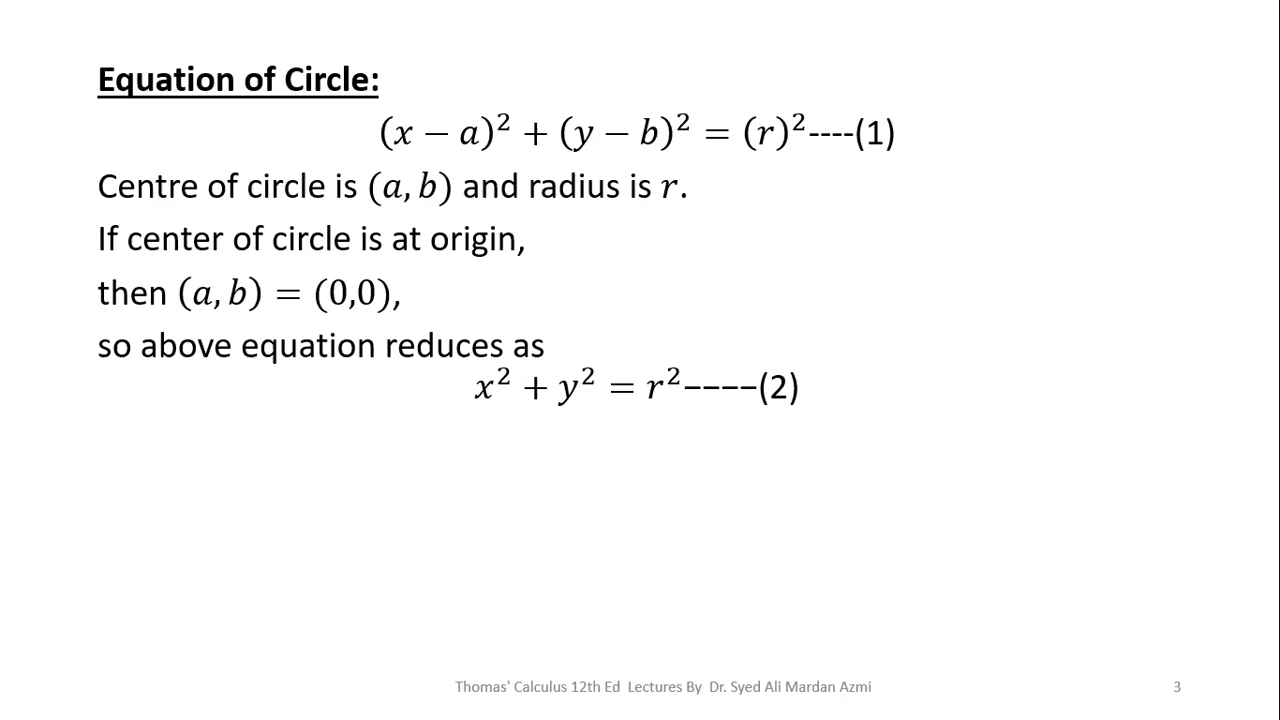 Equation of Circle:
(x − a)² + (y − b)² = (r)²----(1)
Centre of circle is (a, b) and radius is r.
If center of circle is at origin,
then (a, b) = (0,0),
so above equation reduces as
x² + y² = r²−−−−(2)
Thomas' Calculus 12th Ed Lectures By Dr. Syed Ali Mardan Azmi
3